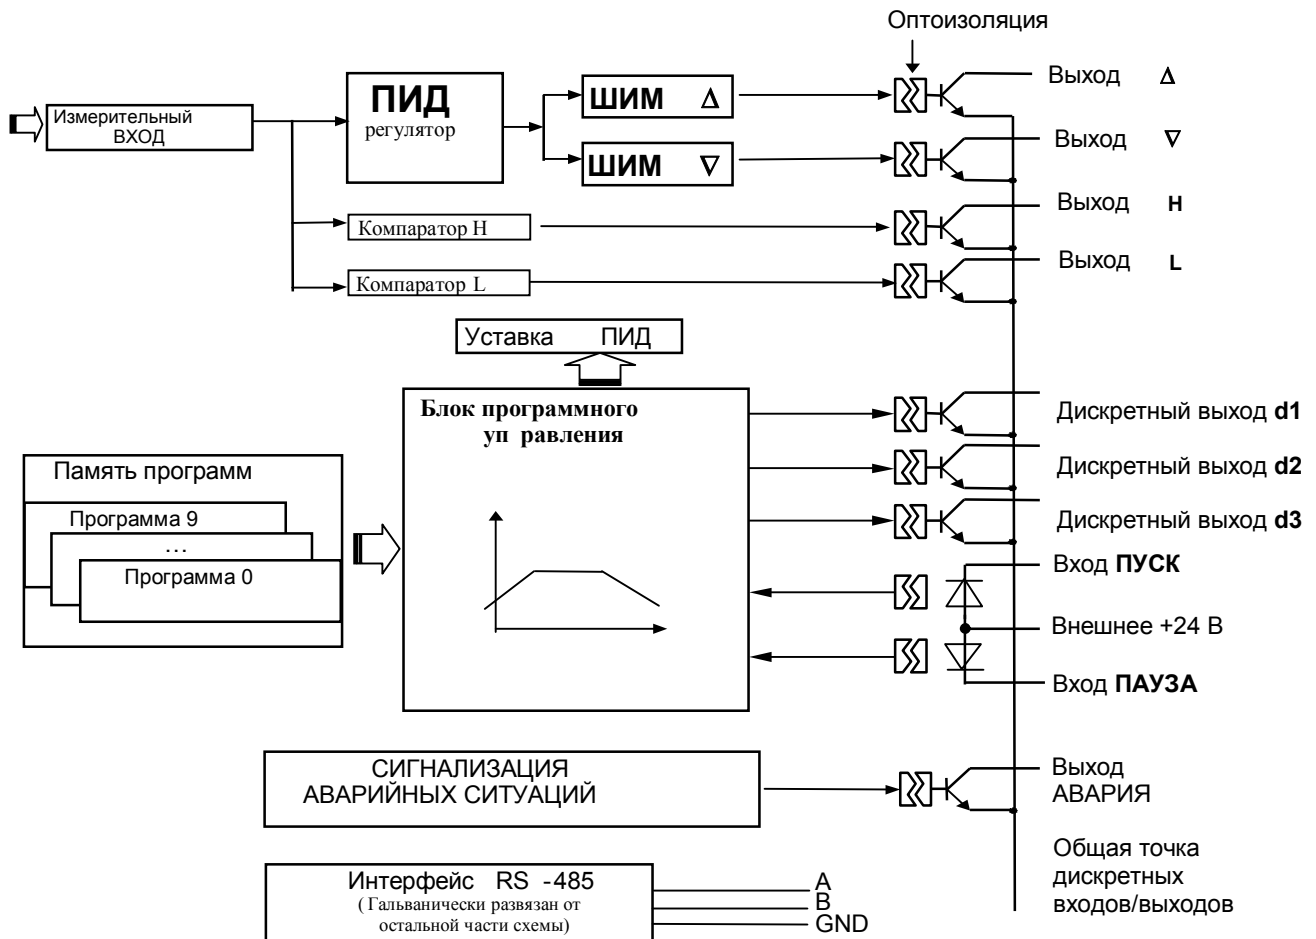 Оптоизоляция
Выход Δ
ПИД
регулятор
ШИМ Δ
Измерительный
ВХОД
Выход ∇
ШИМ ∇
Выход H
Компаратор H
Выход L
Компаратор L
Уставка ПИД
Блок программного
уп равления
Дискретный выход d1
Память программ
Дискретный выход d2
Программа 9
Дискретный выход d3
...
Программа 0
Вход ПУСК
Внешнее +24 В
Вход ПАУЗА
СИГНАЛИЗАЦИЯ
АВАРИЙНЫХ СИТУАЦИЙ
Выход
АВАРИЯ
Общая точка
дискретных
входов/выходов
Интерфейс RS -485
( Гальванически развязан от
остальной части схемы)
A
B
GND